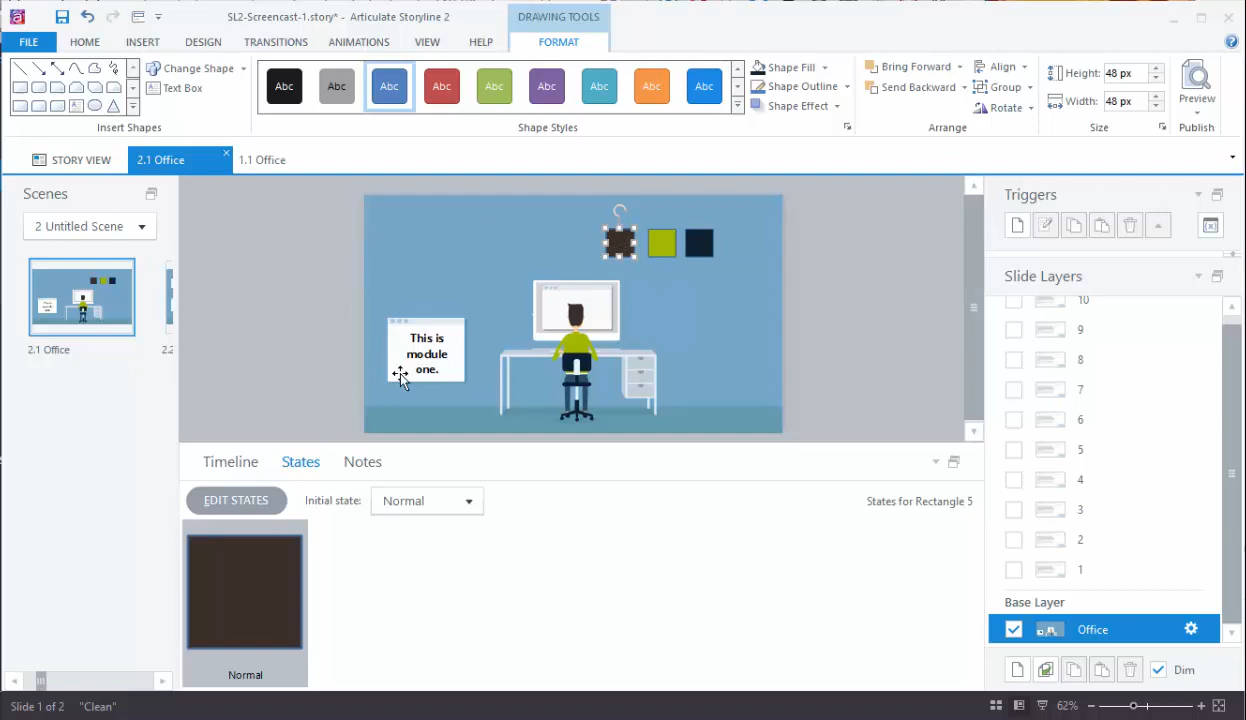 SL2-Screencast-1.story* - Articulate Storyline 2
DRAWING TOOLS
FILE
HOME
INSERT
DESIGN
TRANSITIONS
ANIMATIONS
VIEW
HELP
FORMAT
Change Shape
Text Box
Insert Shapes
Abc Abc Abc Abc Abc Abc Abc Abc Abc
Shape Styles
Shape Fill
Shape Outline
Shape Effect
Bring Forward
Send Backward
Align
Group
Rotate
Arrange
Height: 48 px
Width: 48 px
Size
Preview
Publish
STORY VIEW
2.1 Office
1.1 Office
Scenes
2 Untitled Scene
2.1 Office
This is
module
one.
Timeline
States
Notes
EDIT STATES
Initial state:
Normal
States for Rectangle 5
Normal
Triggers
Slide Layers
10
9
8
7
6
5
4
3
2
1
Base Layer
Office
Dim
Slide 1 of 2
"Clean"
62%